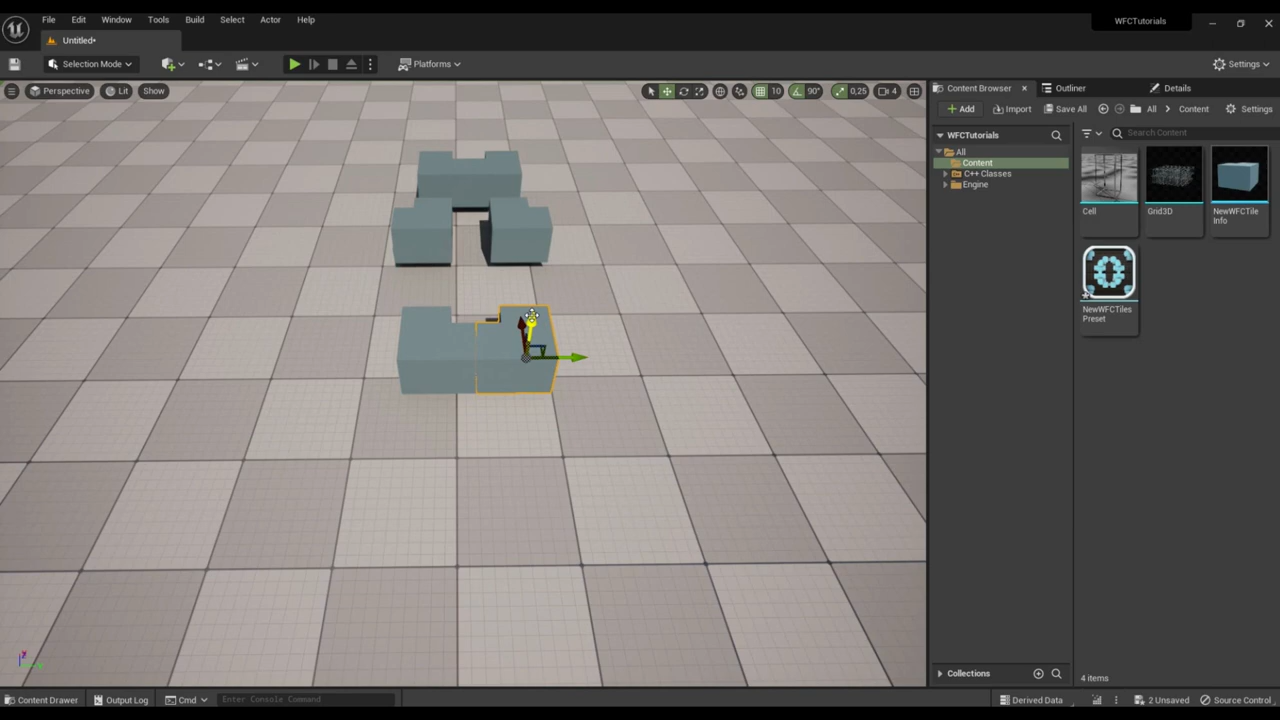 File Edit Window Tools Build Select Actor Help
WFCTutorials
Untitled*
Selection Mode
Platforms
Settings
Perspective Lit Show
10 90° 0,25 4
Content Browser Outliner Details
Add Import Save All All Content Settings
WFCTutorials
Search Content
All
Content
C++ Classes
Engine
Cell Grid3D NewWFCTile
Info
NewWFCTiles
Preset
Collections
4 items
Content Drawer Output Log Cmd Enter Console Command Derived Data 2 Unsaved Source Control